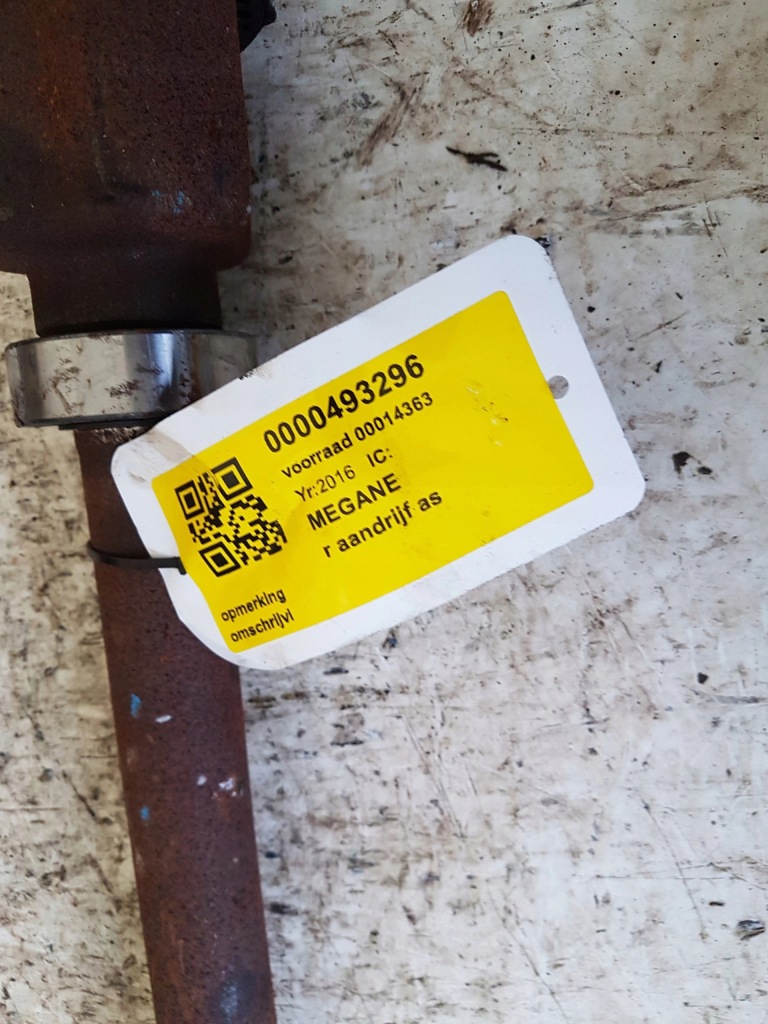 0000493296
voorraad 00014363
Yr:2016 IC:
MEGANE
r aandrijf as
opmerking
omschrijvi